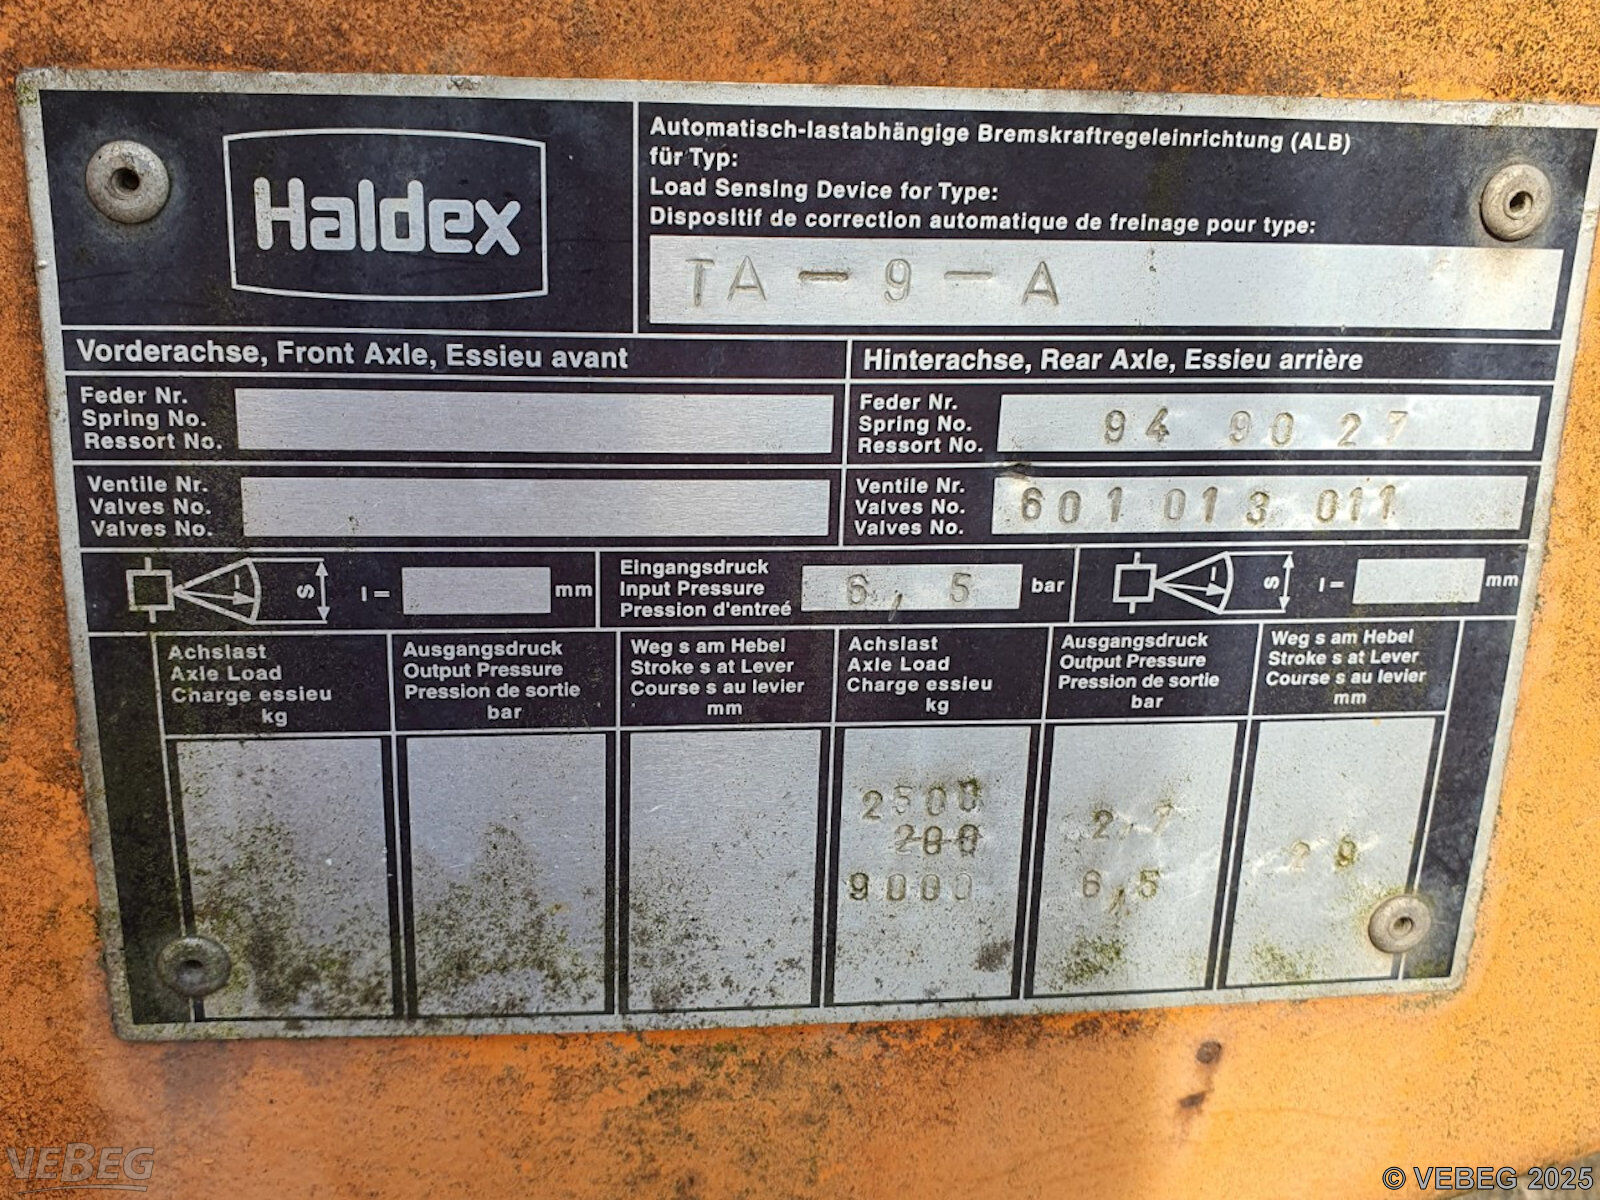 Haldex
Automatisch-lastabhängige Bremskraftregeleinrichtung (ALB)
für Typ:
Load Sensing Device for Type:
Dispositif de correction automatique de freinage pour type:
TA - 9 - A
Vorderachse, Front Axle, Essieu avant
Hinterachse, Rear Axle, Essieu arrière
Feder Nr.
Spring No.
Ressort No.
Feder Nr.
Spring No.
Ressort No.
94 90 27
Ventile Nr.
Valves No.
Valves No.
Ventile Nr.
Valves No.
Valves No.
601 013 011
S
l = mm
Eingangsdruck
Input Pressure
Pression d'entreé
6,5 bar
S
l = mm
Achslast
Axle Load
Charge essieu
kg
Ausgangsdruck
Output Pressure
Pression de sortie
bar
Weg s am Hebel
Stroke s at Lever
Course s au levier
mm
Achslast
Axle Load
Charge essieu
kg
Ausgangsdruck
Output Pressure
Pression de sortie
bar
Weg s am Hebel
Stroke s at Lever
Course s au levier
mm
2500
200
9000
2,7
6,5
29
VEBEG
© VEBEG 2025